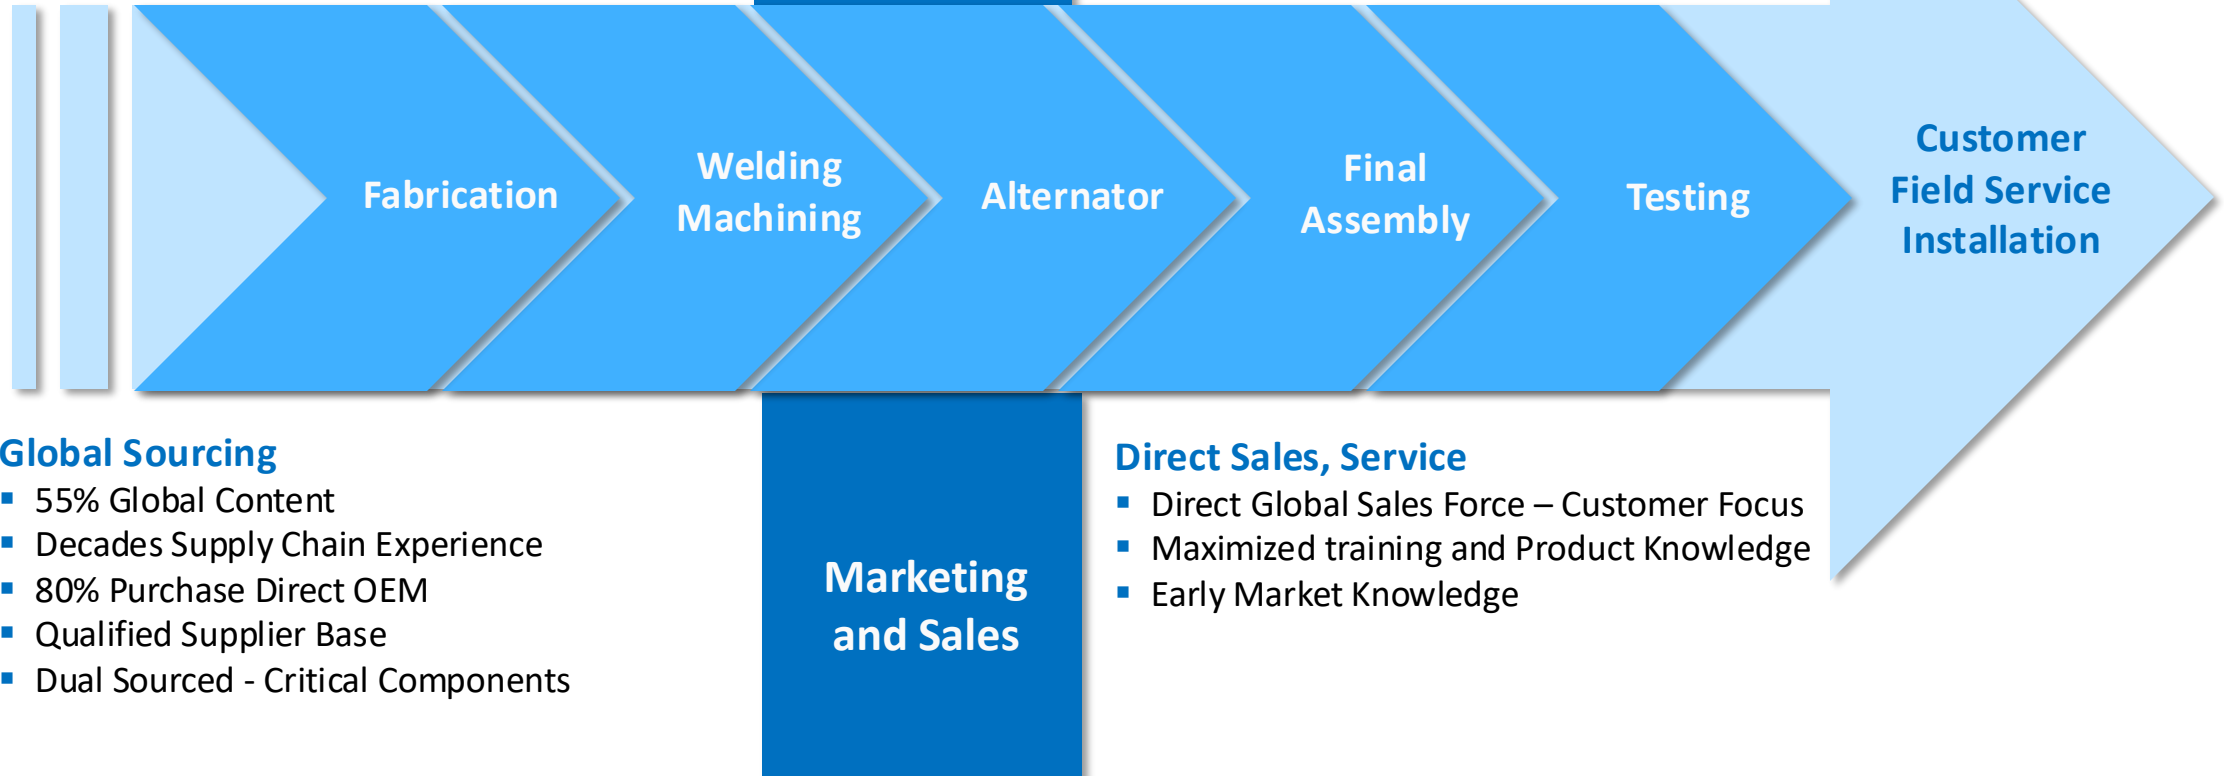 Fabrication
Welding
Machining
Alternator
Final
Assembly
Testing
Customer
Field Service
Installation
Global Sourcing
▪ 55% Global Content
▪ Decades Supply Chain Experience
▪ 80% Purchase Direct OEM
▪ Qualified Supplier Base
▪ Dual Sourced - Critical Components
Marketing
and Sales
Direct Sales, Service
▪ Direct Global Sales Force – Customer Focus
▪ Maximized training and Product Knowledge
▪ Early Market Knowledge